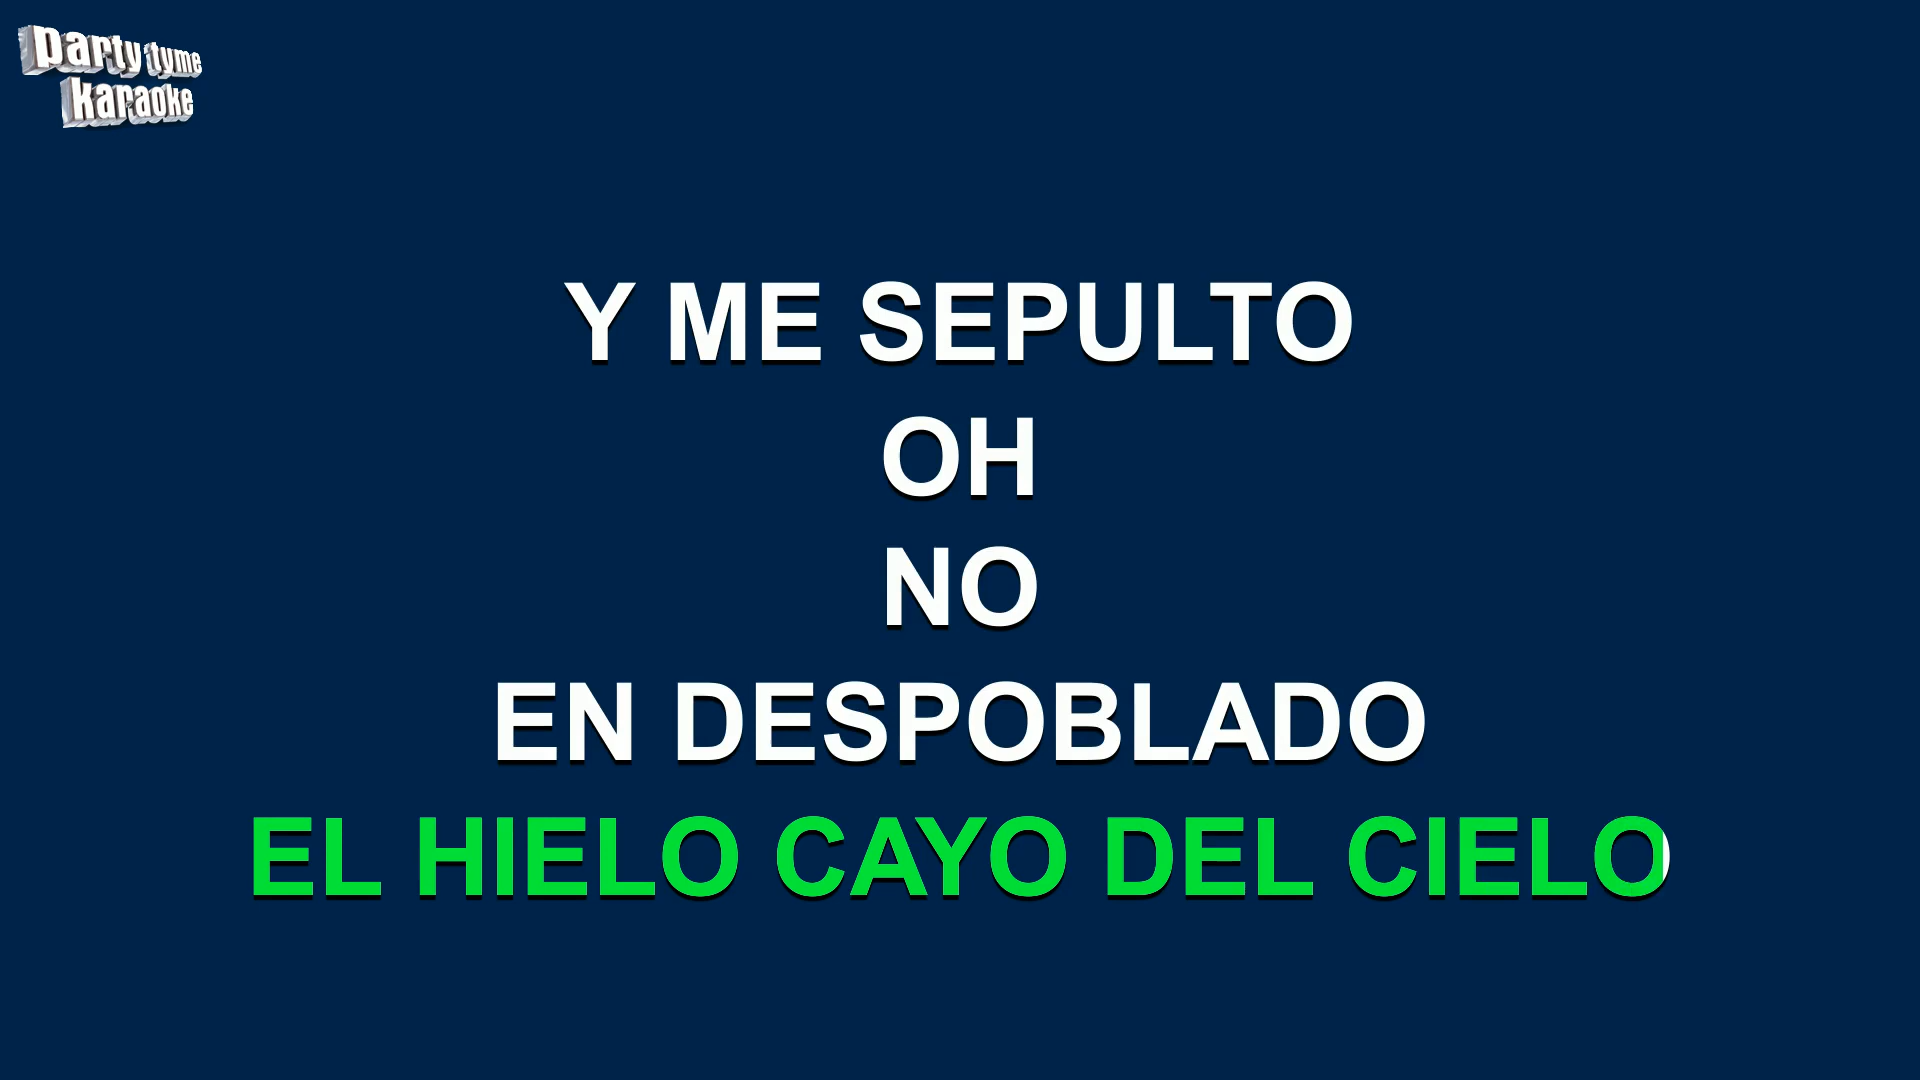 party tyme
karaoke
Y ME SEPULTO
OH
NO
EN DESPOBLADO
EL HIELO CAYO DEL CIELO